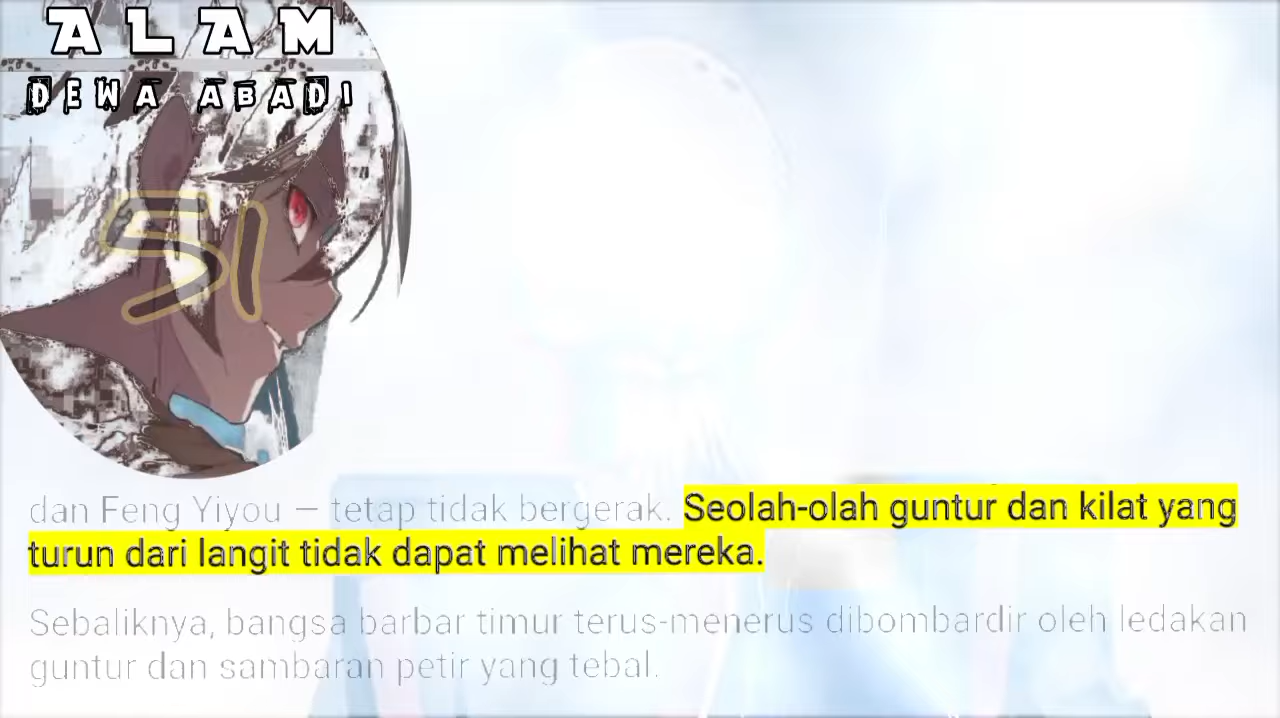 ALAM
DEWA ABADI
51
dan Feng Yiyou — tetap tidak bergerak. Seolah-olah guntur dan kilat yang
turun dari langit tidak dapat melihat mereka.
Sebaliknya, bangsa barbar timur terus-menerus dibombardir oleh ledakan
guntur dan sambaran petir yang tebal.